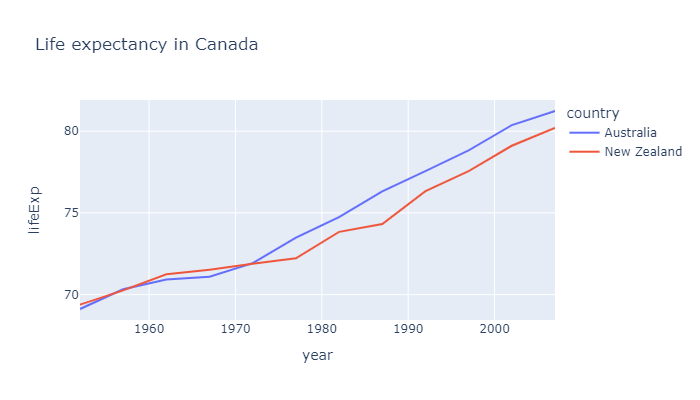 Life expectancy in Canada
country
Australia
New Zealand
80
75
70
lifeExp
1960
1970
1980
1990
2000
year